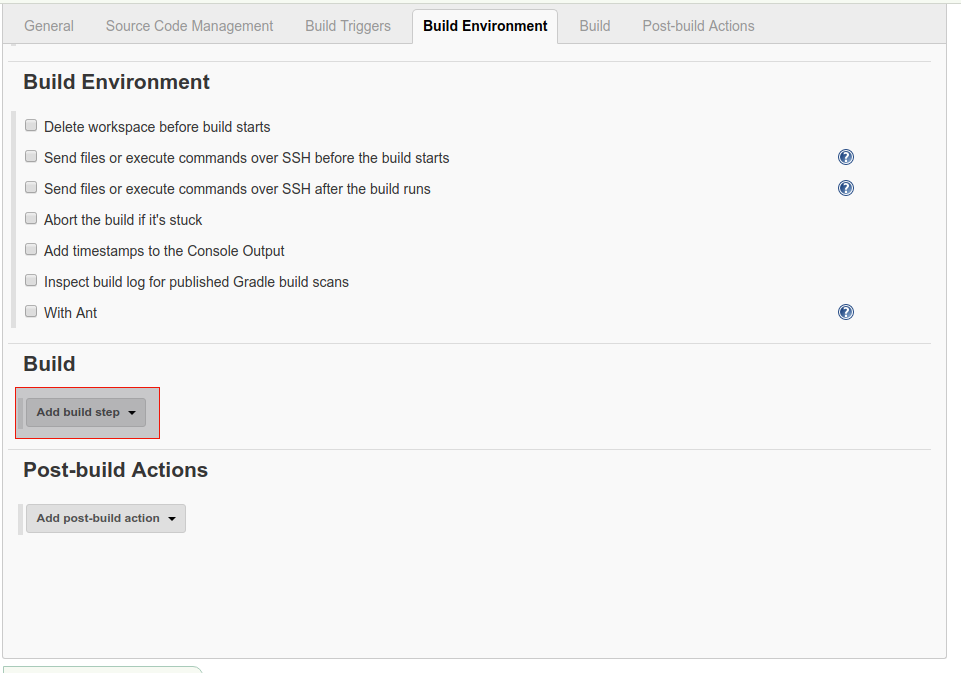 General Source Code Management Build Triggers Build Environment Build Post-build Actions
Build Environment
Delete workspace before build starts
Send files or execute commands over SSH before the build starts
Send files or execute commands over SSH after the build runs
Abort the build if it's stuck
Add timestamps to the Console Output
Inspect build log for published Gradle build scans
With Ant
Build
Add build step
Post-build Actions
Add post-build action